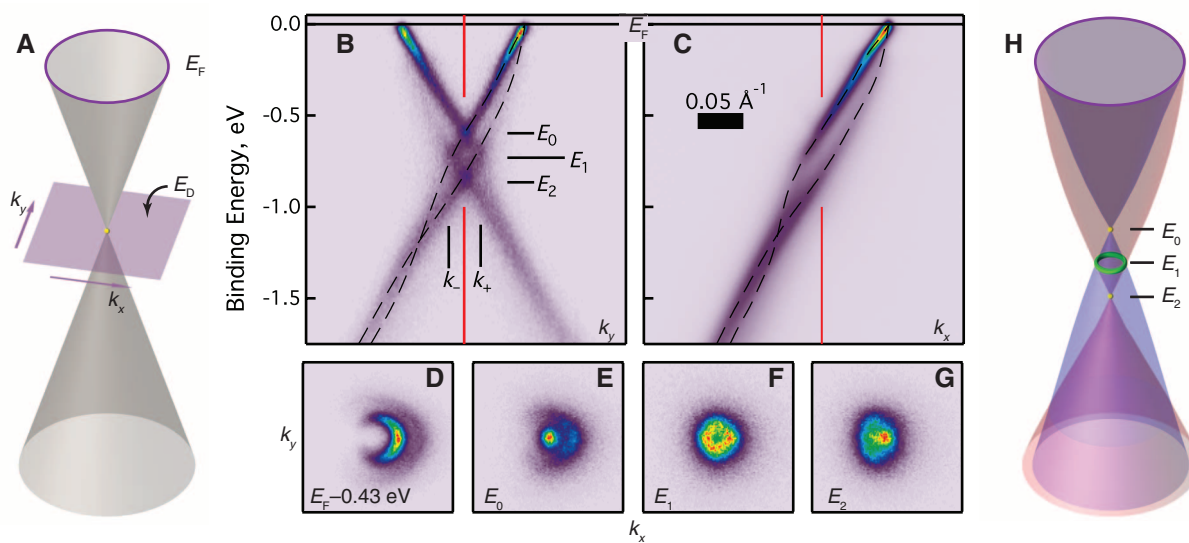 A
E_F
E_D
k_y
k_x
Binding Energy, eV
0.0
-0.5
-1.0
-1.5
B
E_F
E_0
E_1
E_2
k_-
k_+
k_y
C
0.05 Å^-1
k_x
H
E_0
E_1
E_2
k_y
D
E_F–0.43 eV
E
E_0
F
E_1
G
E_2
k_x